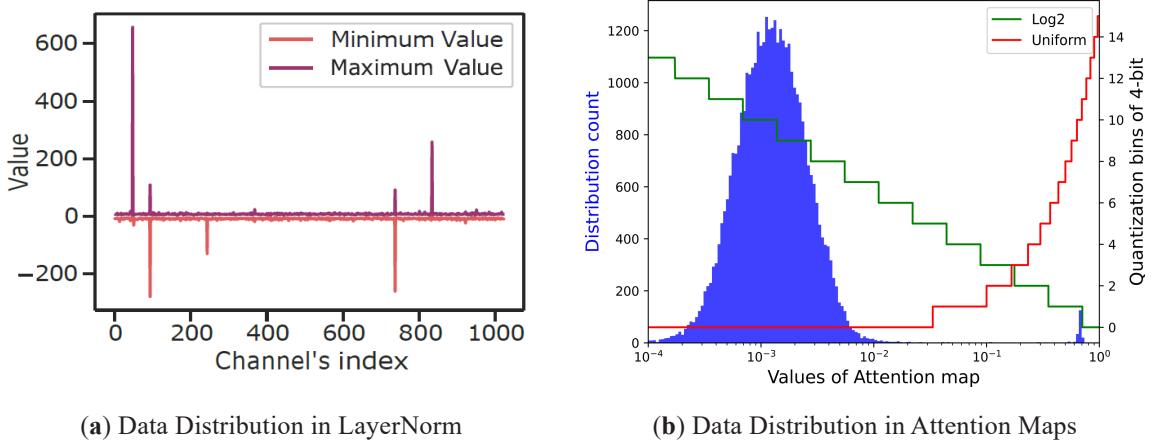 600
400
200
0
−200
Value
Minimum Value
Maximum Value
0 200 400 600 800 1000
Channel's index
(a) Data Distribution in LayerNorm
1200
1000
800
600
400
200
0
Distribution count
Log2
Uniform
14
12
10
8
6
4
2
0
Quantization bins of 4-bit
10⁻⁴ 10⁻³ 10⁻² 10⁻¹ 10⁰
Values of Attention map
(b) Data Distribution in Attention Maps